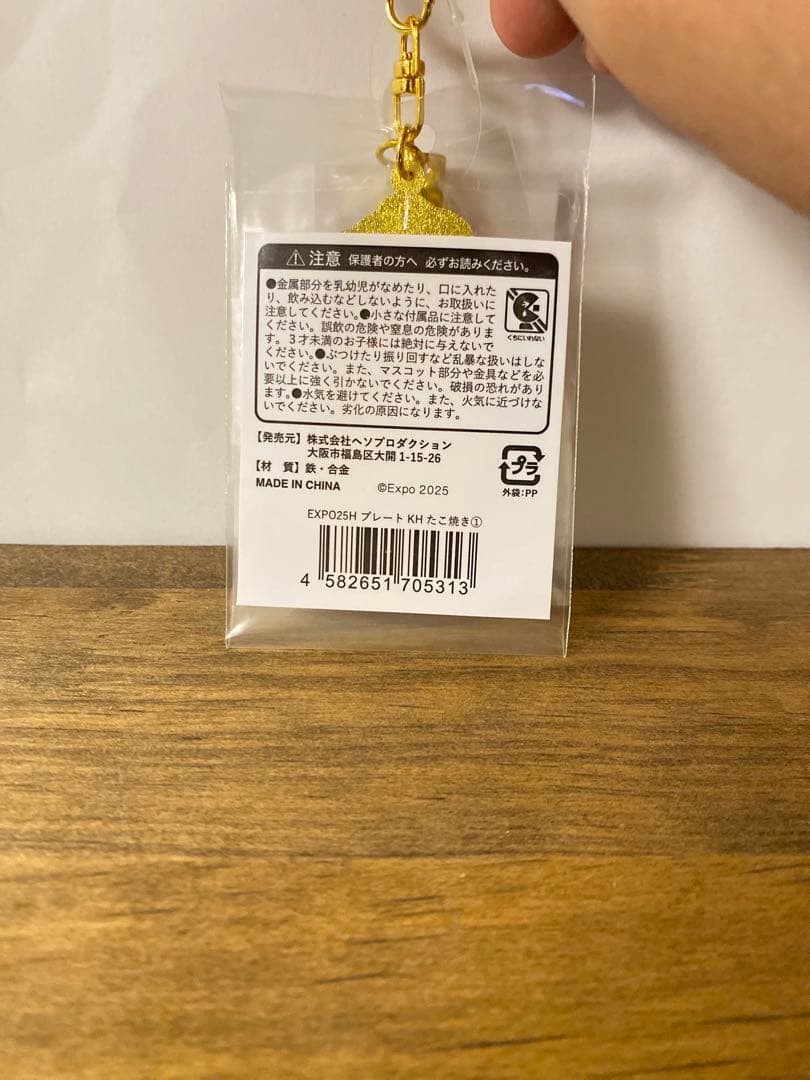 注意 保護者の方へ 必ずお読みください。
●金属部分を乳幼児がなめたり、口に入れた
り、飲み込むなどしないように、お取扱いに
注意してください。●小さな付属品に注意して
ください。誤飲の危険や窒息の危険がありま
す。3才未満のお子様には絶対に与えないで
ください。●ぶつけたり振り回すなど乱暴な扱いはしな
いでください。また、マスコット部分や金具などを必
要以上に強く引かないでください。破損の恐れがあり
ます。●水気を避けてください。また、火気に近づけな
いでください。劣化の原因になります。
くちにいれない
【発売元】株式会社ヘソプロダクション
大阪市福島区大開 1-15-26
【材 質】鉄・合金
MADE IN CHINA ©Expo 2025
プラ
外袋:PP
EXPO25H プレート KH たこ焼き①
4 582651 705313